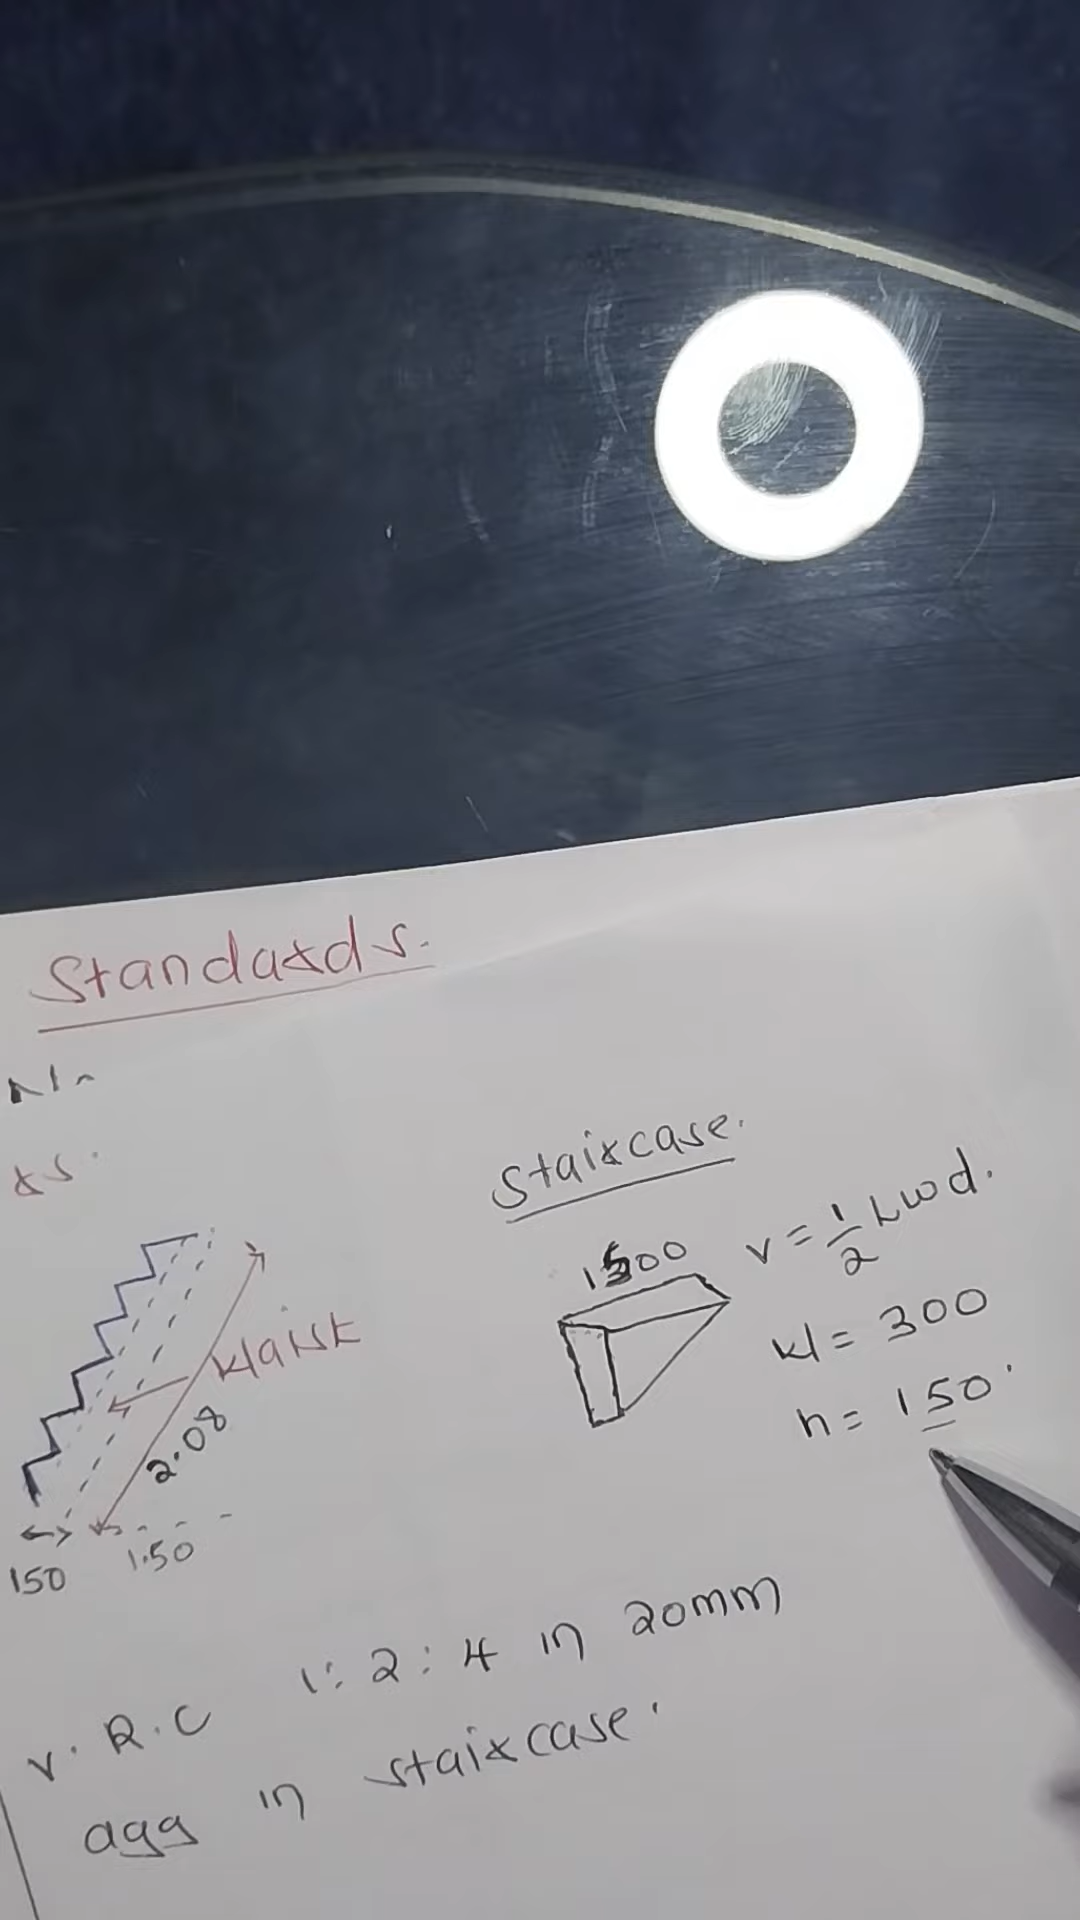 Standards.
Staircase.
1500
v = 1/2 Lwd.
w = 300
h = 150
Waist
2.08
150
1.50
v. R.C 1:2:4 in 20mm
agg in staircase.